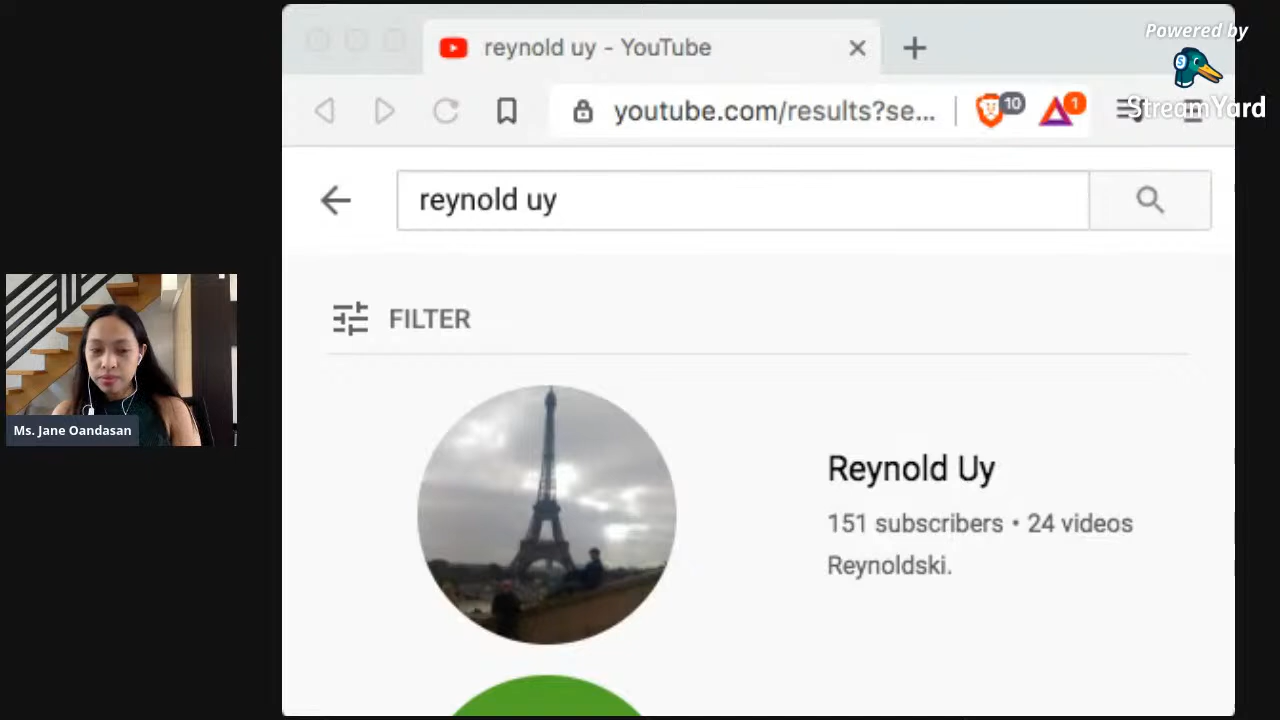 reynold uy - YouTube
Powered by
StreamYard
youtube.com/results?se...
10
1
reynold uy
FILTER
Reynold Uy
151 subscribers • 24 videos
Reynoldski.
Ms. Jane Oandasan